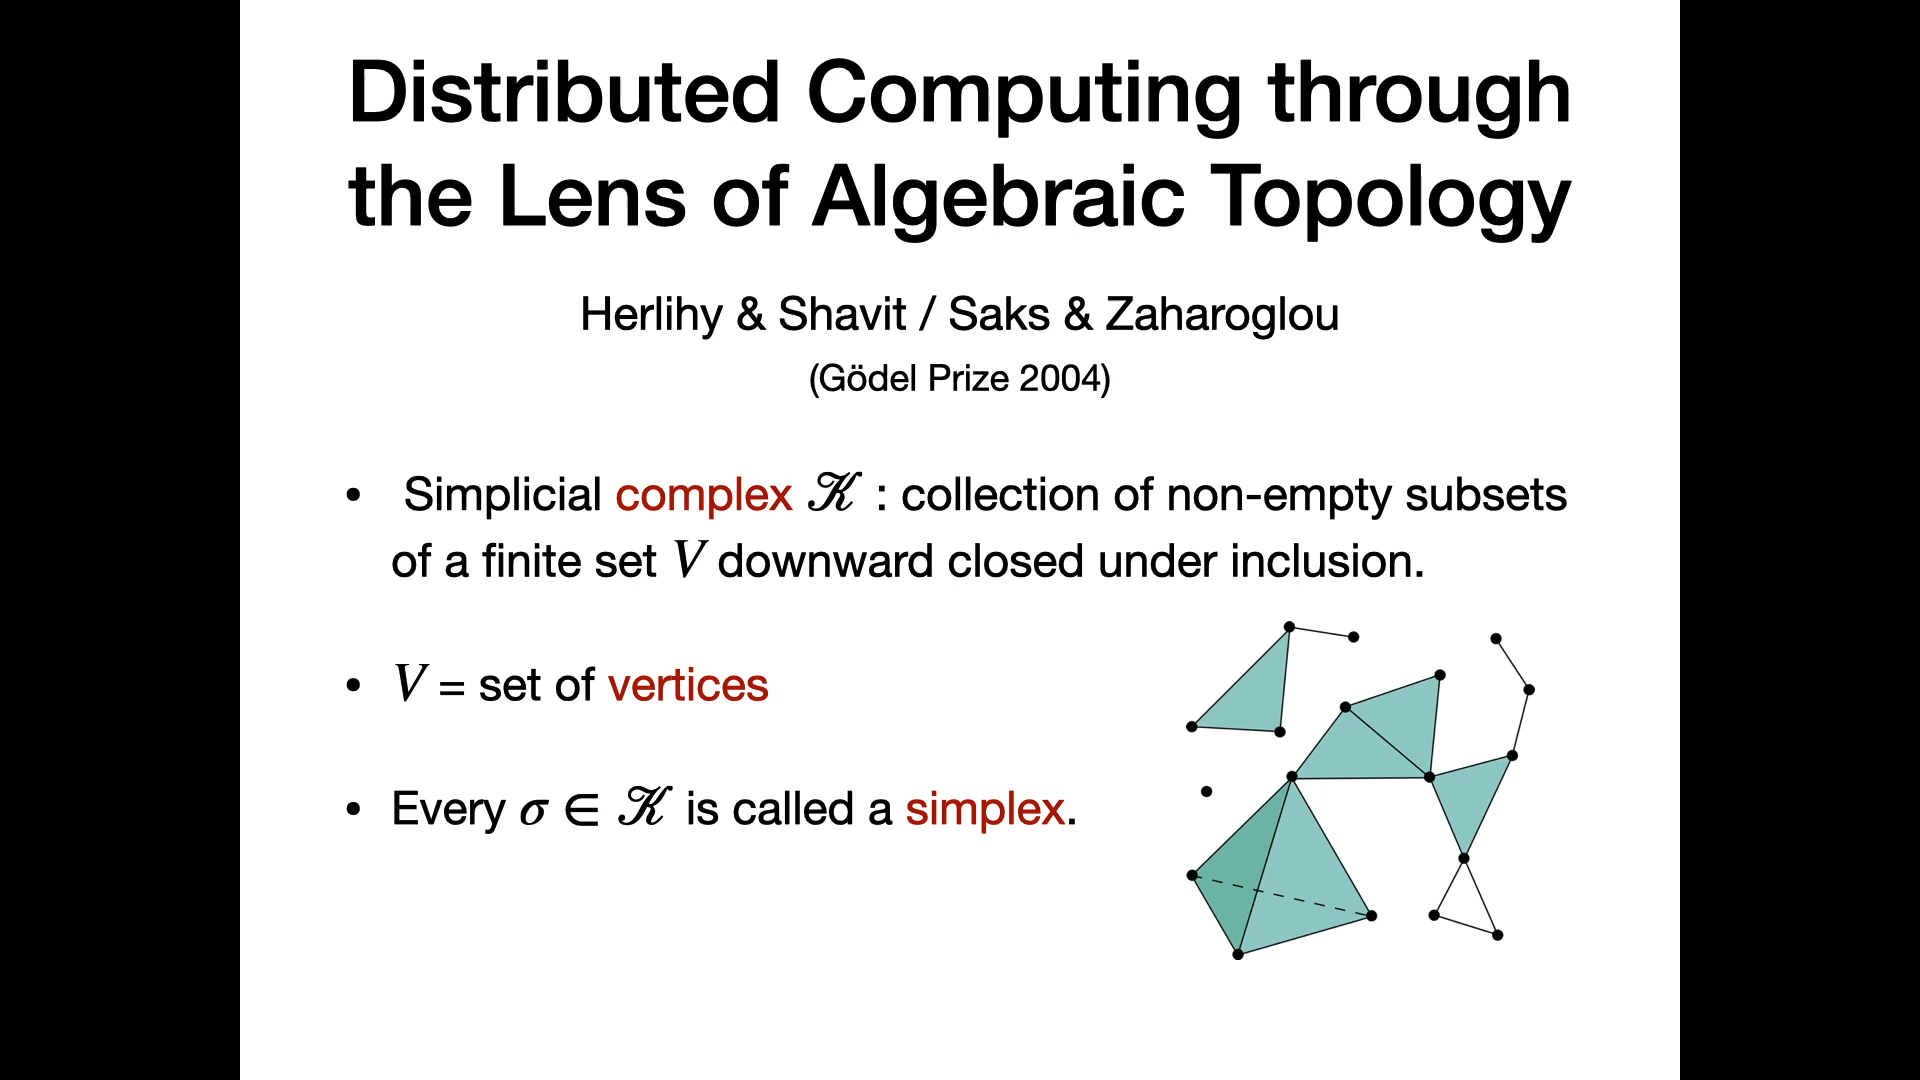 Distributed Computing through
the Lens of Algebraic Topology
Herlihy & Shavit / Saks & Zaharoglou
(Gödel Prize 2004)
• Simplicial complex 𝒦 : collection of non-empty subsets
of a finite set V downward closed under inclusion.
• V = set of vertices
• Every σ ∈ 𝒦 is called a simplex.